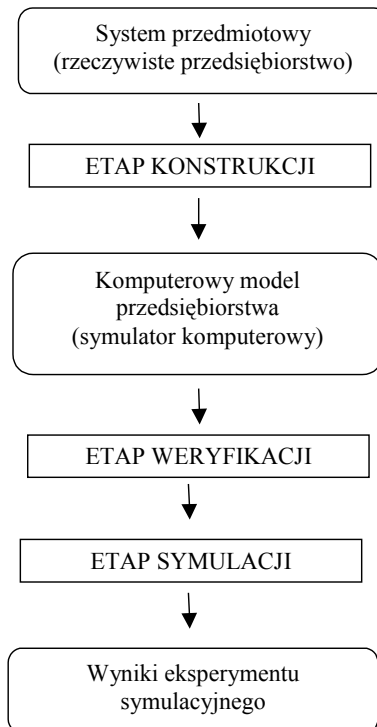 System przedmiotowy
(rzeczywiste przedsiębiorstwo)
ETAP KONSTRUKCJI
Komputerowy model
przedsiębiorstwa
(symulator komputerowy)
ETAP WERYFIKACJI
ETAP SYMULACJI
Wyniki eksperymentu
symulacyjnego